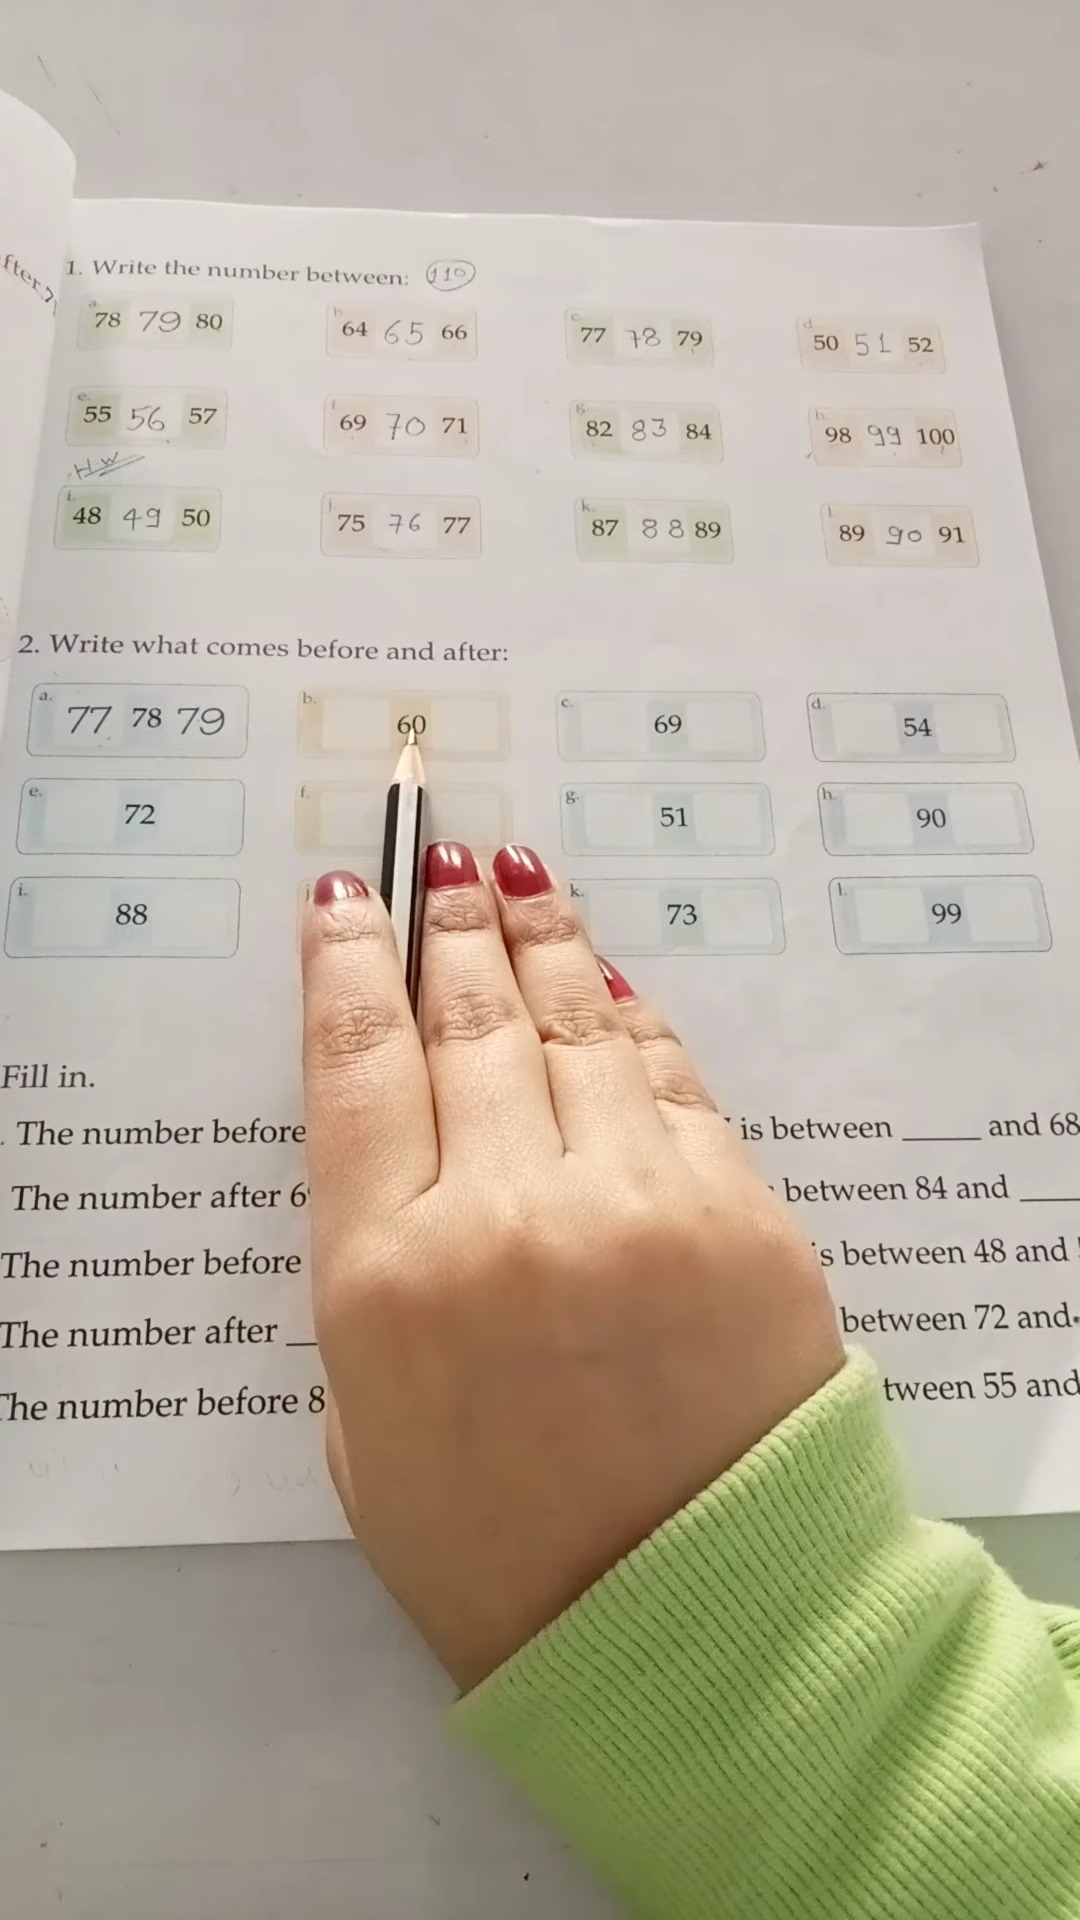 fter?
1. Write the number between: 110
a. 78 79 80 b. 64 65 66 c. 77 78 79 d. 50 51 52
e. 55 56 57 f. 69 70 71 g. 82 83 84 h. 98 99 100
HW
i. 48 49 50 j. 75 76 77 k. 87 88 89 l. 89 90 91
2. Write what comes before and after:
a. 77 78 79 b. 60 c. 69 d. 54
e. 72 f. g. 51 h. 90
i. 88 j. k. 73 l. 99
Fill in.
. The number before is between _____ and 68
The number after 6 between 84 and ____
The number before is between 48 and
The number after __ between 72 and
The number before 8 tween 55 and